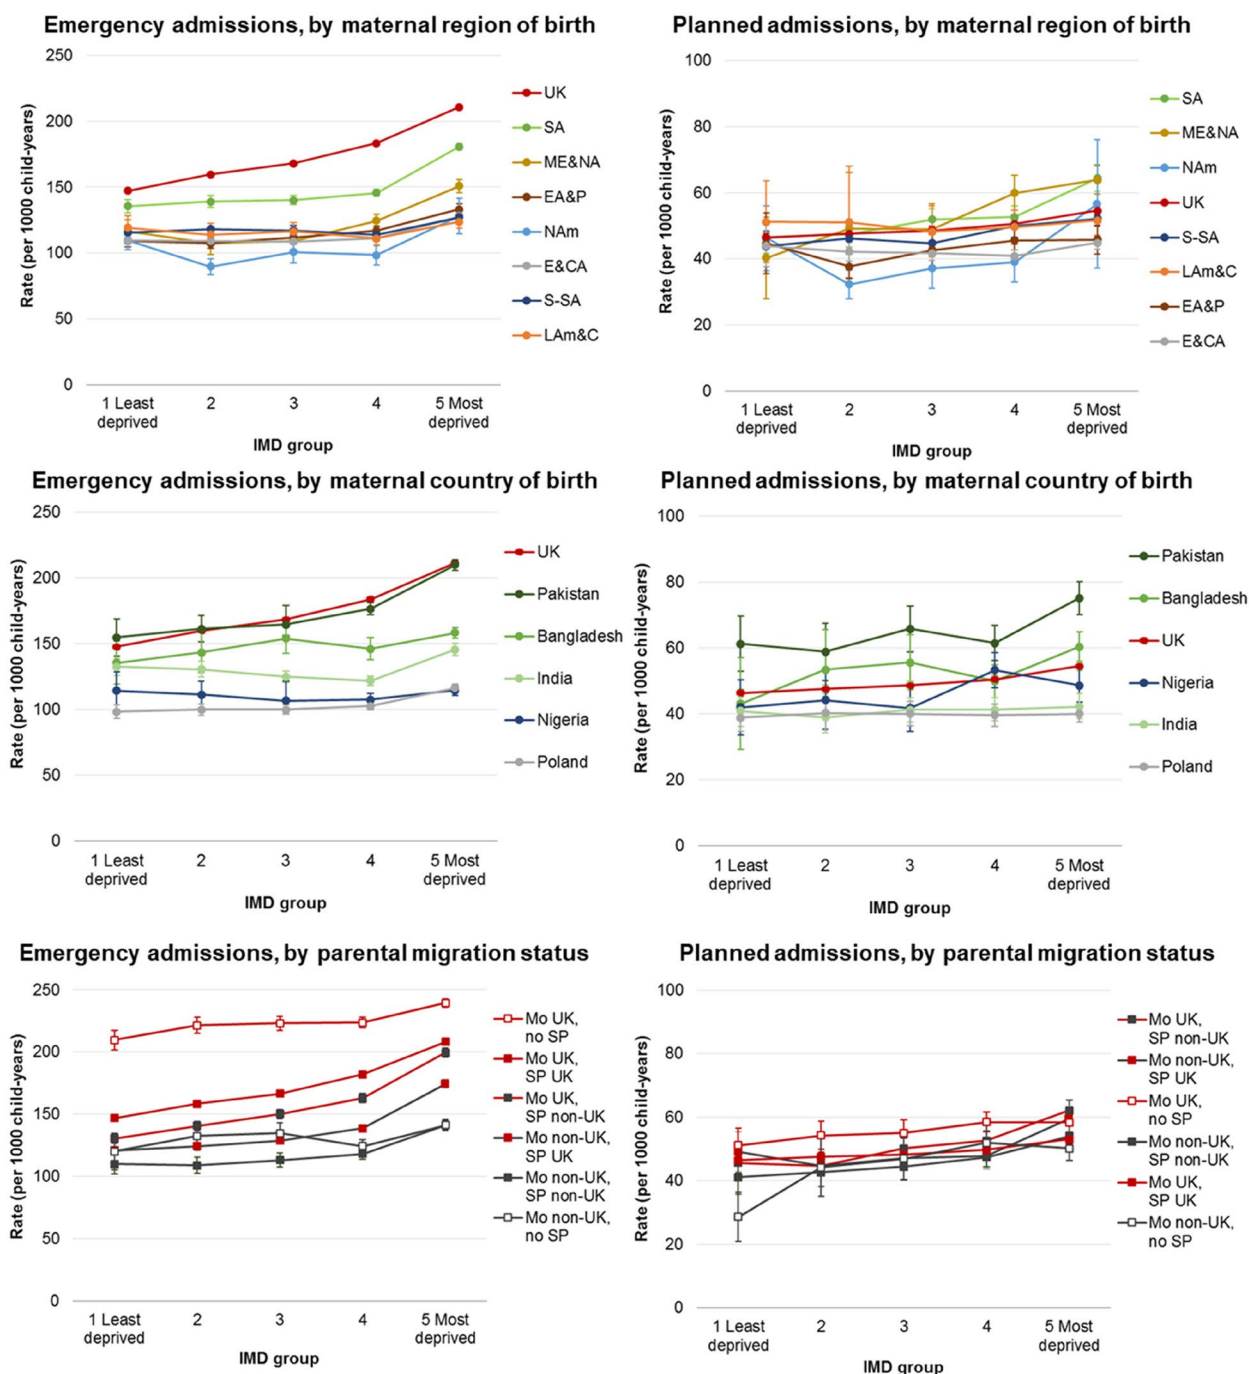 Emergency admissions, by maternal region of birth
250
200
150
100
50
0
Rate (per 1000 child-years)
1 Least
deprived
2
3
4
5 Most
deprived
IMD group
UK
SA
ME&NA
EA&P
NAm
E&CA
S-SA
LAm&C
Planned admissions, by maternal region of birth
100
80
60
40
20
0
Rate (per 1000 child-years)
1 Least
deprived
2
3
4
5 Most
deprived
IMD group
SA
ME&NA
NAm
UK
S-SA
LAm&C
EA&P
E&CA
Emergency admissions, by maternal country of birth
250
200
150
100
50
0
Rate (per 1000 child-years)
1 Least
deprived
2
3
4
5 Most
deprived
IMD group
UK
Pakistan
Bangladesh
India
Nigeria
Poland
Planned admissions, by maternal country of birth
100
80
60
40
20
0
Rate (per 1000 child-years)
1 Least
deprived
2
3
4
5 Most
deprived
IMD group
Pakistan
Bangladesh
UK
Nigeria
India
Poland
Emergency admissions, by parental migration status
250
200
150
100
50
0
Rate (per 1000 child-years)
1 Least
deprived
2
3
4
5 Most
deprived
IMD group
Mo UK,
no SP
Mo UK,
SP UK
Mo UK,
SP non-UK
Mo non-UK,
SP UK
Mo non-UK,
SP non-UK
Mo non-UK,
no SP
Planned admissions, by parental migration status
100
80
60
40
20
0
Rate (per 1000 child-years)
1 Least
deprived
2
3
4
5 Most
deprived
IMD group
Mo UK,
SP non-UK
Mo non-UK,
SP UK
Mo UK,
no SP
Mo non-UK,
SP non-UK
Mo UK,
SP UK
Mo non-UK,
no SP